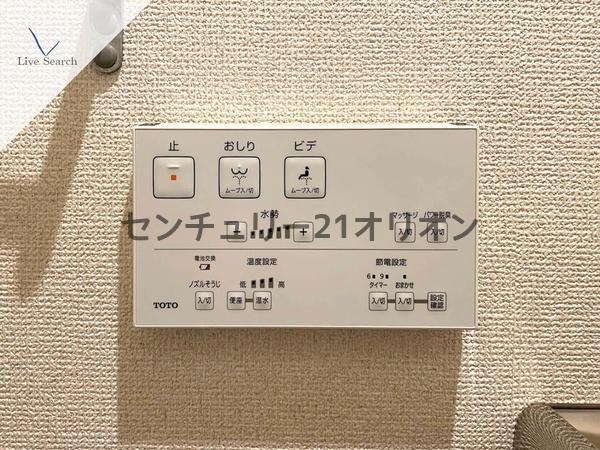 Live Search
止 おしり ビデ
ムーブ入/切 ムーブ入/切
水勢
マッサージ パワー脱臭
− + 入/切 入/切
センチュリー21オリオン
電池交換 温度設定 節電設定
6 9
ノズルそうじ 低 高 タイマー おまかせ
入/切 便座 温水 入/切 入/切 設定
確認
TOTO